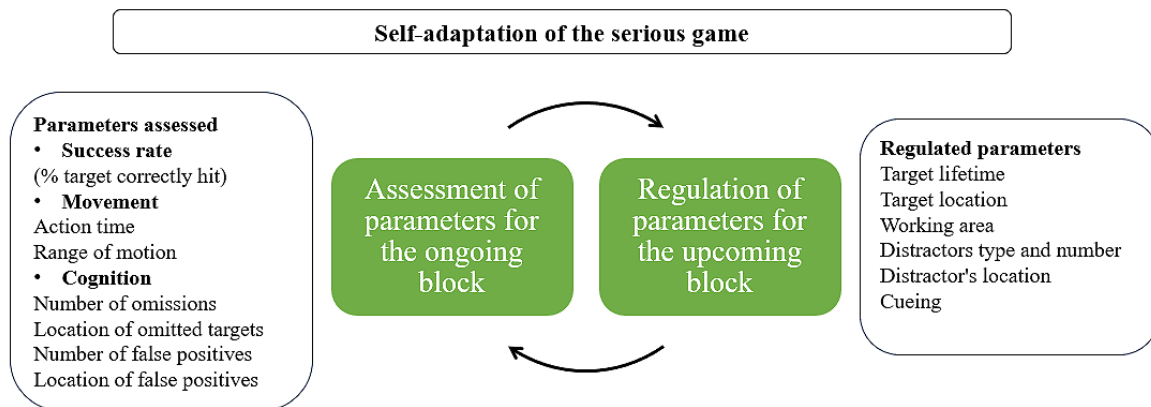 Self-adaptation of the serious game
Parameters assessed
• Success rate
(% target correctly hit)
• Movement
Action time
Range of motion
• Cognition
Number of omissions
Location of omitted targets
Number of false positives
Location of false positives
Assessment of
parameters for
the ongoing
block
Regulation of
parameters for
the upcoming
block
Regulated parameters
Target lifetime
Target location
Working area
Distractors type and number
Distractor's location
Cueing